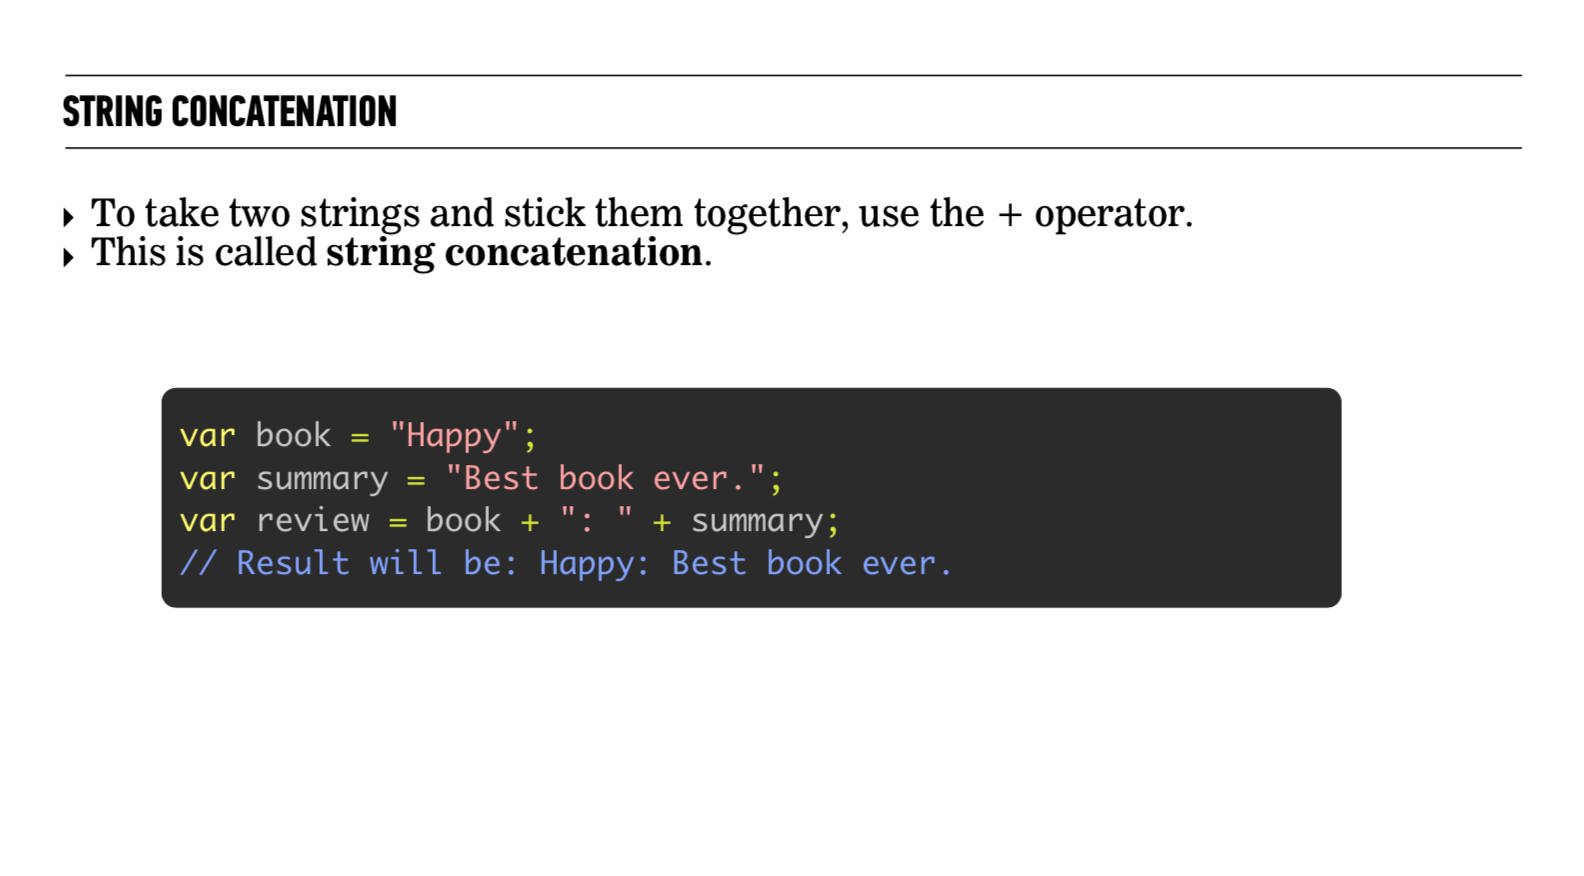 STRING CONCATENATION
‣ To take two strings and stick them together, use the + operator.
‣ This is called string concatenation.
var book = "Happy";
var summary = "Best book ever.";
var review = book + ": " + summary;
// Result will be: Happy: Best book ever.